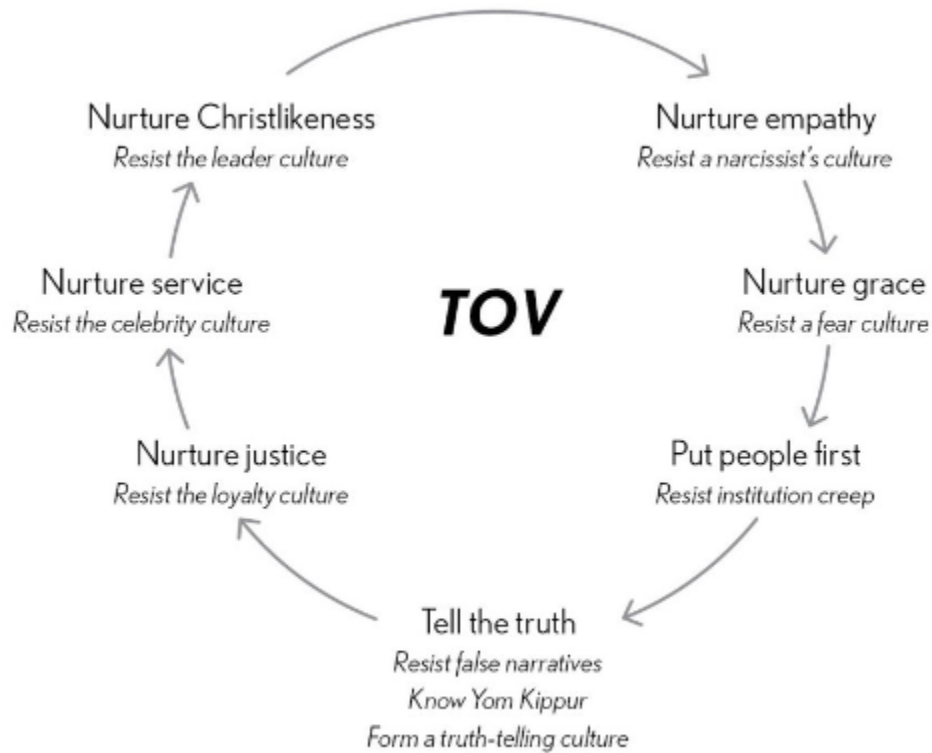 Nurture Christlikeness
Resist the leader culture
Nurture empathy
Resist a narcissist's culture
Nurture service
Resist the celebrity culture
TOV
Nurture grace
Resist a fear culture
Nurture justice
Resist the loyalty culture
Put people first
Resist institution creep
Tell the truth
Resist false narratives
Know Yom Kippur
Form a truth-telling culture